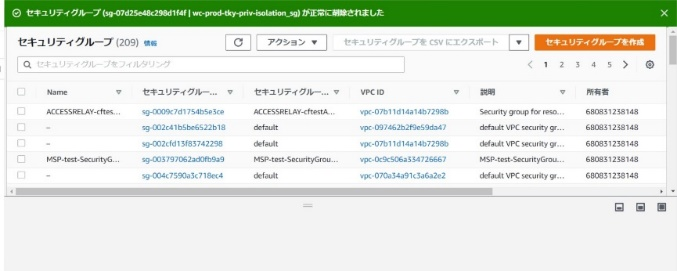 セキュリティグループ (sg-07d25e48c298d1f4f | wc-prod-tky-priv-isolation_sg) が正常に削除されました
セキュリティグループ (209) 情報 アクション セキュリティグループを CSV にエクスポート セキュリティグループを作成
セキュリティグループをフィルタリング 1 2 3 4 5
Name セキュリティグルー... セキュリティグルー... VPC ID 説明 所有者
ACCESSRELAY-cftes... sg-0009c7d1754b5e3ce ACCESSRELAY-cftestA... vpc-07b11d14a14b7298b Security group for reso... 680831238148
– sg-002c41b5be6522b18 default vpc-097462b2f9e59da47 default VPC security gr... 680831238148
– sg-002cfd13f83742298 default vpc-07b11d14a14b7298b default VPC security gr... 680831238148
MSP-test-SecurityG... sg-003797062ad0fb9a9 MSP-test-SecurityGrou... vpc-0c9c506a334726667 MSP-test-SecurityGrou... 680831238148
– sg-004c7590a3c718ec4 default vpc-070a34a91c3a6a2e2 default VPC security gr... 680831238148